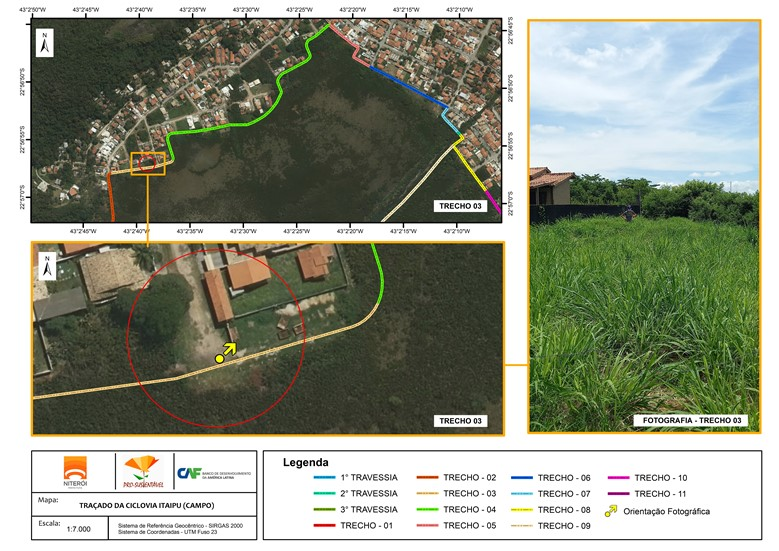 43°2'50"S 43°2'45"S 43°2'40"S 43°2'35"S 43°2'30"S 43°2'25"S 43°2'20"S 43°2'15"S 43°2'10"S
N
22°56'50"S
22°56'55"S
22°57'0"S
22°56'45"S
22°56'50"S
22°56'55"S
22°57'0"S
TRECHO 03
43°2'45"S 43°2'40"S 43°2'35"S 43°2'30"S 43°2'25"S 43°2'20"S 43°2'15"S 43°2'10"S
N
TRECHO 03
FOTOGRAFIA - TRECHO 03
NITERÓI
PRÓ-SUSTENTÁVEL
CAF
BANCO DE DESENVOLVIMENTO
DA AMÉRICA LATINA
Mapa:
TRAÇADO DA CICLOVIA ITAIPU (CAMPO)
Escala:
1:7.000
Sistema de Referência Geocêntrico - SIRGAS 2000
Sistema de Coordenadas - UTM Fuso 23
Legenda
1° TRAVESSIA
2° TRAVESSIA
3° TRAVESSIA
TRECHO - 01
TRECHO - 02
TRECHO - 03
TRECHO - 04
TRECHO - 05
TRECHO - 06
TRECHO - 07
TRECHO - 08
TRECHO - 09
TRECHO - 10
TRECHO - 11
Orientação Fotográfica